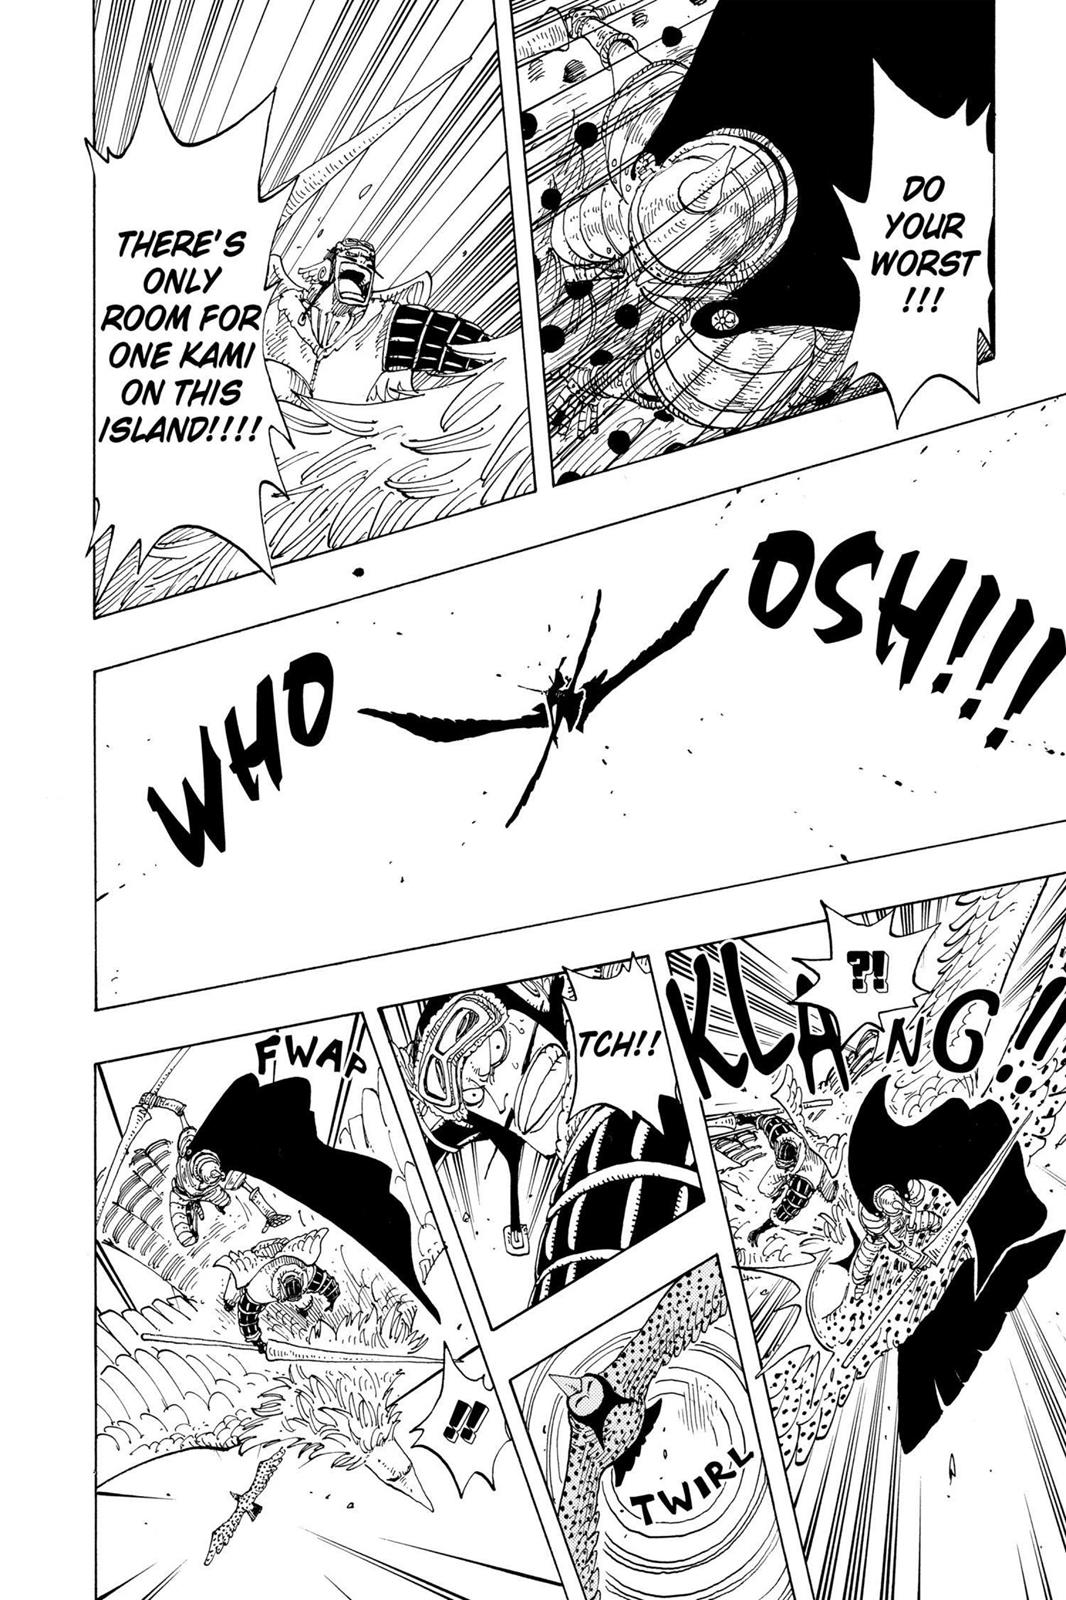 DO
YOUR
WORST
!!!
THERE'S
ONLY
ROOM FOR
ONE KAMI
ON THIS
ISLAND!!!!
WHO
OSH!!!
?!
KLANG!!
TCH!!
FWAP
!!
TWIRL